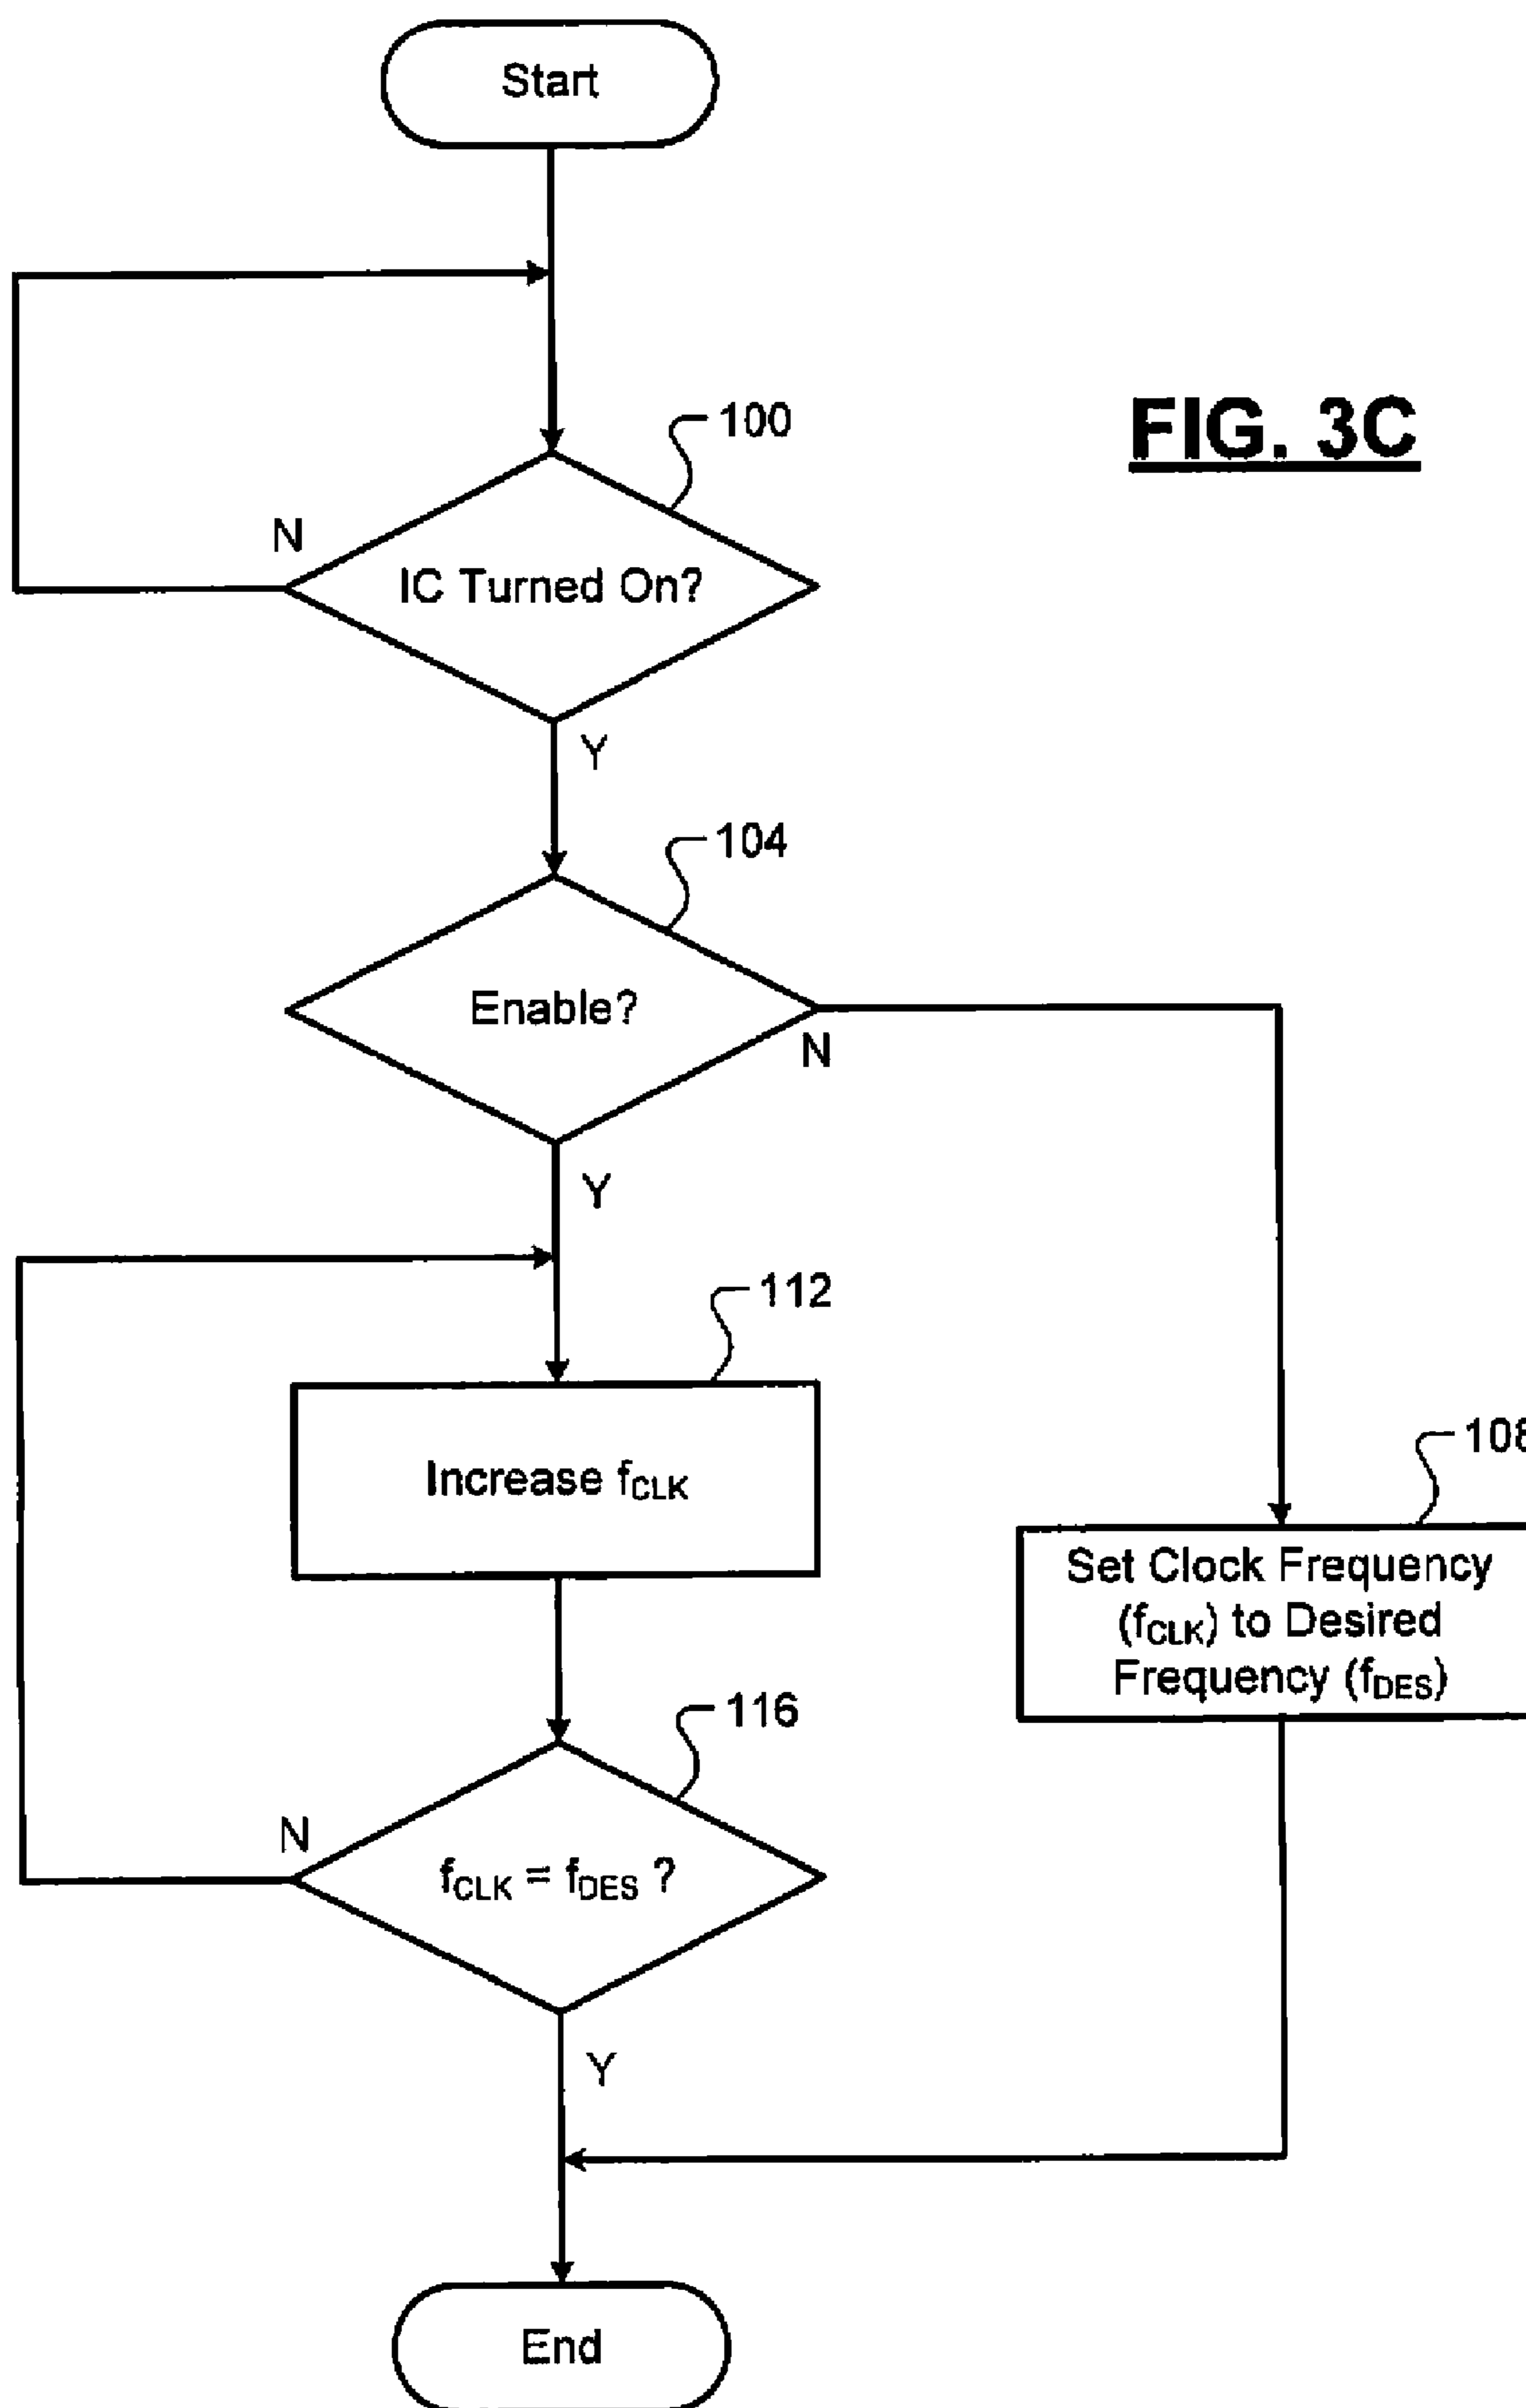 Start
FIG. 3C
100
N
IC Turned On?
Y
104
Enable?
N
Y
112
Increase fCLK
108
Set Clock Frequency
(fCLK) to Desired
Frequency (fDES)
116
N
fCLK = fDES ?
Y
End